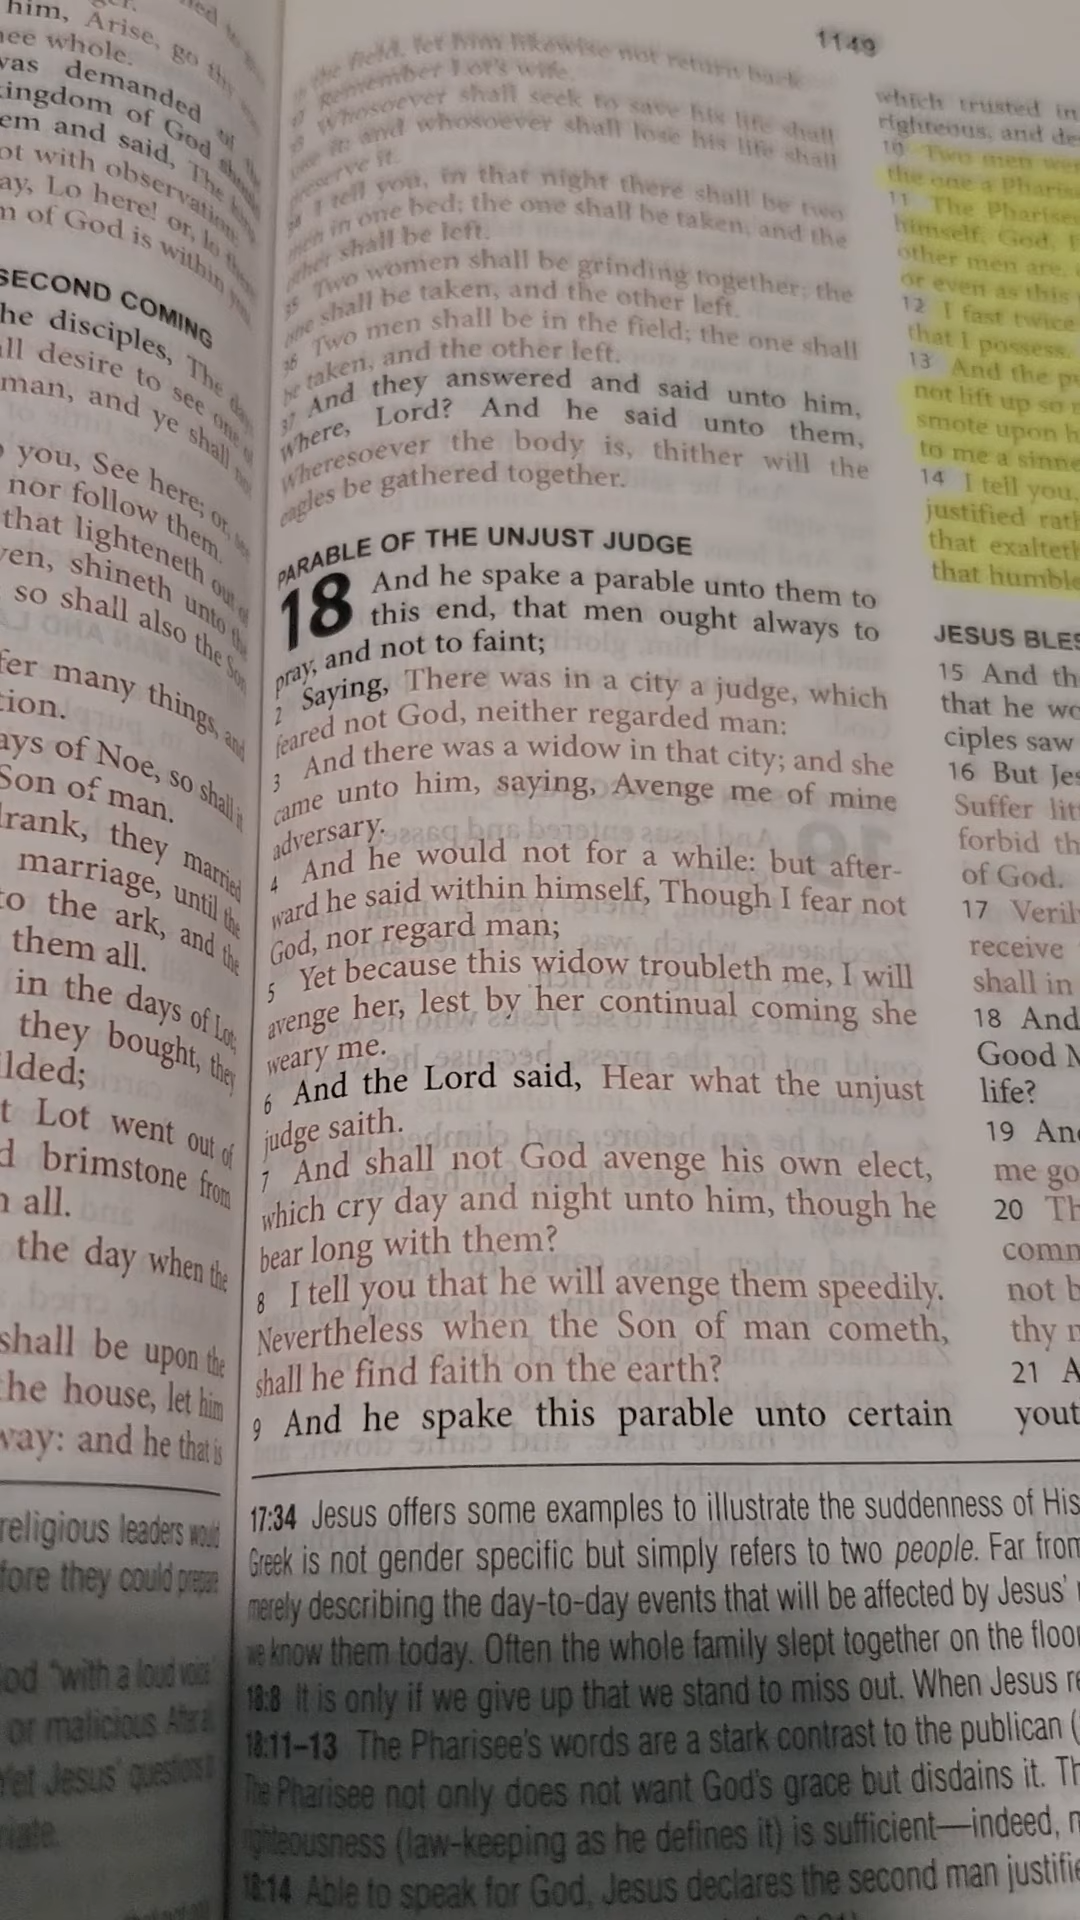 him, Arise, go thy
whole.
was demanded of the
kingdom of God should
and said, The
not with observation:
Lo here! or, lo there
of God is within you
SECOND COMING
the disciples, The days
desire to see one of
man, and ye shall not
you, See here; or, see
nor follow them.
that lighteneth out of
shineth unto the
so shall also the Son
many things, and
ays of Noe, so shall it
Son of man.
drank, they married
marriage, until the
to the ark, and the
them all.
in the days of Lot;
they bought, they
ilded;
t Lot went out of
d brimstone from
all.
the day when the
shall be upon the
the house, let him
way: and he that is
religious leaders would
fore they could prepare
"with a loud voice"
or malicious. After all
Yet Jesus' questions
1149
the field, let him likewise not return back
Remember Lot's wife.
Whosoever shall seek to save his life shall
it; and whosoever shall lose his life shall
preserve it.
I tell you, in that night there shall be two
men in one bed; the one shall be taken, and the
other shall be left.
35 Two women shall be grinding together; the
one shall be taken, and the other left.
36 Two men shall be in the field; the one shall
be taken, and the other left.
37 And they answered and said unto him,
Where, Lord? And he said unto them,
Wheresoever the body is, thither will the
eagles be gathered together.
PARABLE OF THE UNJUST JUDGE
18 And he spake a parable unto them to
this end, that men ought always to
pray, and not to faint;
2 Saying, There was in a city a judge, which
feared not God, neither regarded man:
3 And there was a widow in that city; and she
came unto him, saying, Avenge me of mine
adversary.
4 And he would not for a while: but after-
ward he said within himself, Though I fear not
God, nor regard man;
5 Yet because this widow troubleth me, I will
avenge her, lest by her continual coming she
weary me.
6 And the Lord said, Hear what the unjust
judge saith.
7 And shall not God avenge his own elect,
which cry day and night unto him, though he
bear long with them?
8 I tell you that he will avenge them speedily.
Nevertheless when the Son of man cometh,
shall he find faith on the earth?
9 And he spake this parable unto certain
which trusted in
righteous, and de
10 Two men wer
the one a Pharise
11 The Pharisee
himself, God, I
other men are,
or even as this
12 I fast twice
that I possess.
13 And the pu
not lift up so
smote upon h
to me a sinne
14 I tell you,
justified rath
that exalteth
that humble
JESUS BLES
15 And th
that he wo
ciples saw
16 But Jes
Suffer lit
forbid th
of God.
17 Veril
receive
shall in
18 And
Good M
life?
19 And
me go
20 Th
comm
not b
thy
21 A
yout
17:34 Jesus offers some examples to illustrate the suddenness of His
Greek is not gender specific but simply refers to two people. Far from
merely describing the day-to-day events that will be affected by Jesus'
we know them today. Often the whole family slept together on the floor
18:8 It is only if we give up that we stand to miss out. When Jesus re
18:11–13 The Pharisee's words are a stark contrast to the publican (
The Pharisee not only does not want God's grace but disdains it. Th
righteousness (law-keeping as he defines it) is sufficient—indeed,
18:14 Able to speak for God, Jesus declares the second man justifie